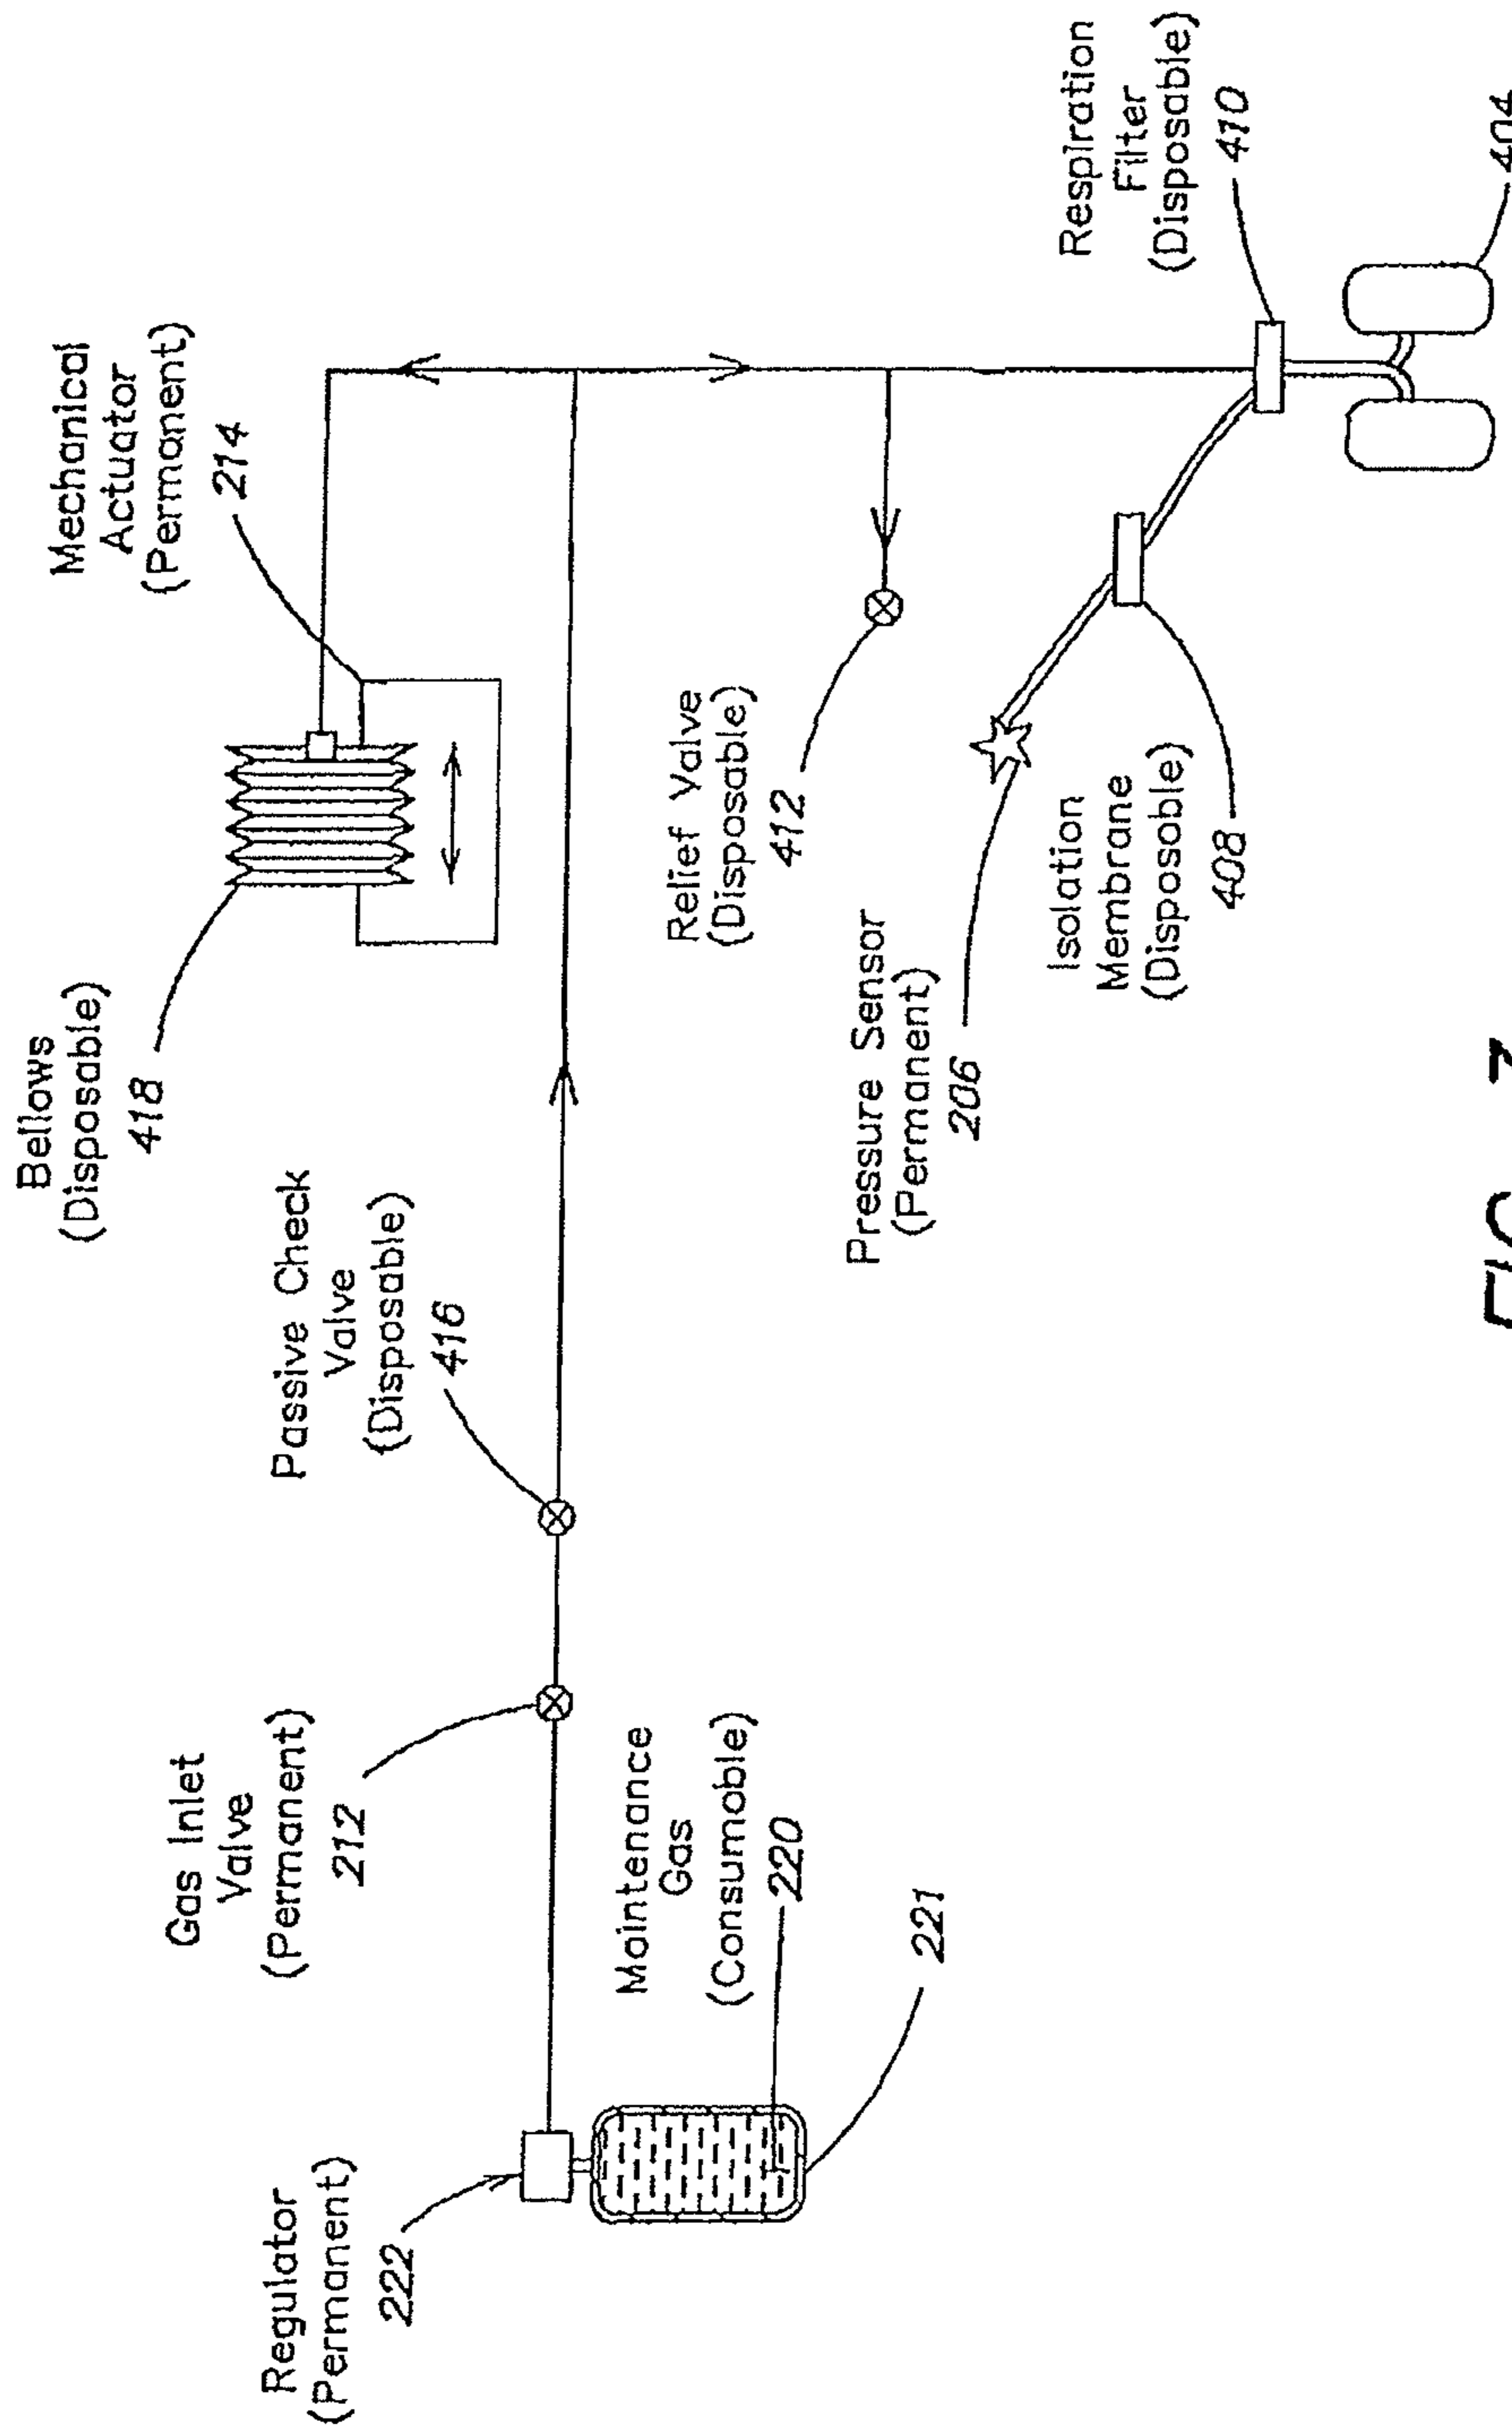 Bellows
(Disposable)
418
Mechanical
Actuator
(Permanent)
214
Passive Check
Valve
(Disposable)
416
Gas Inlet
Valve
(Permanent)
212
Regulator
(Permanent)
222
Maintenance
Gas
(Consumable)
220
221
Relief Valve
(Disposable)
412
Pressure Sensor
(Permanent)
206
Isolation
Membrane
(Disposable)
408
Respiration
Filter
(Disposable)
410
404
FIG.